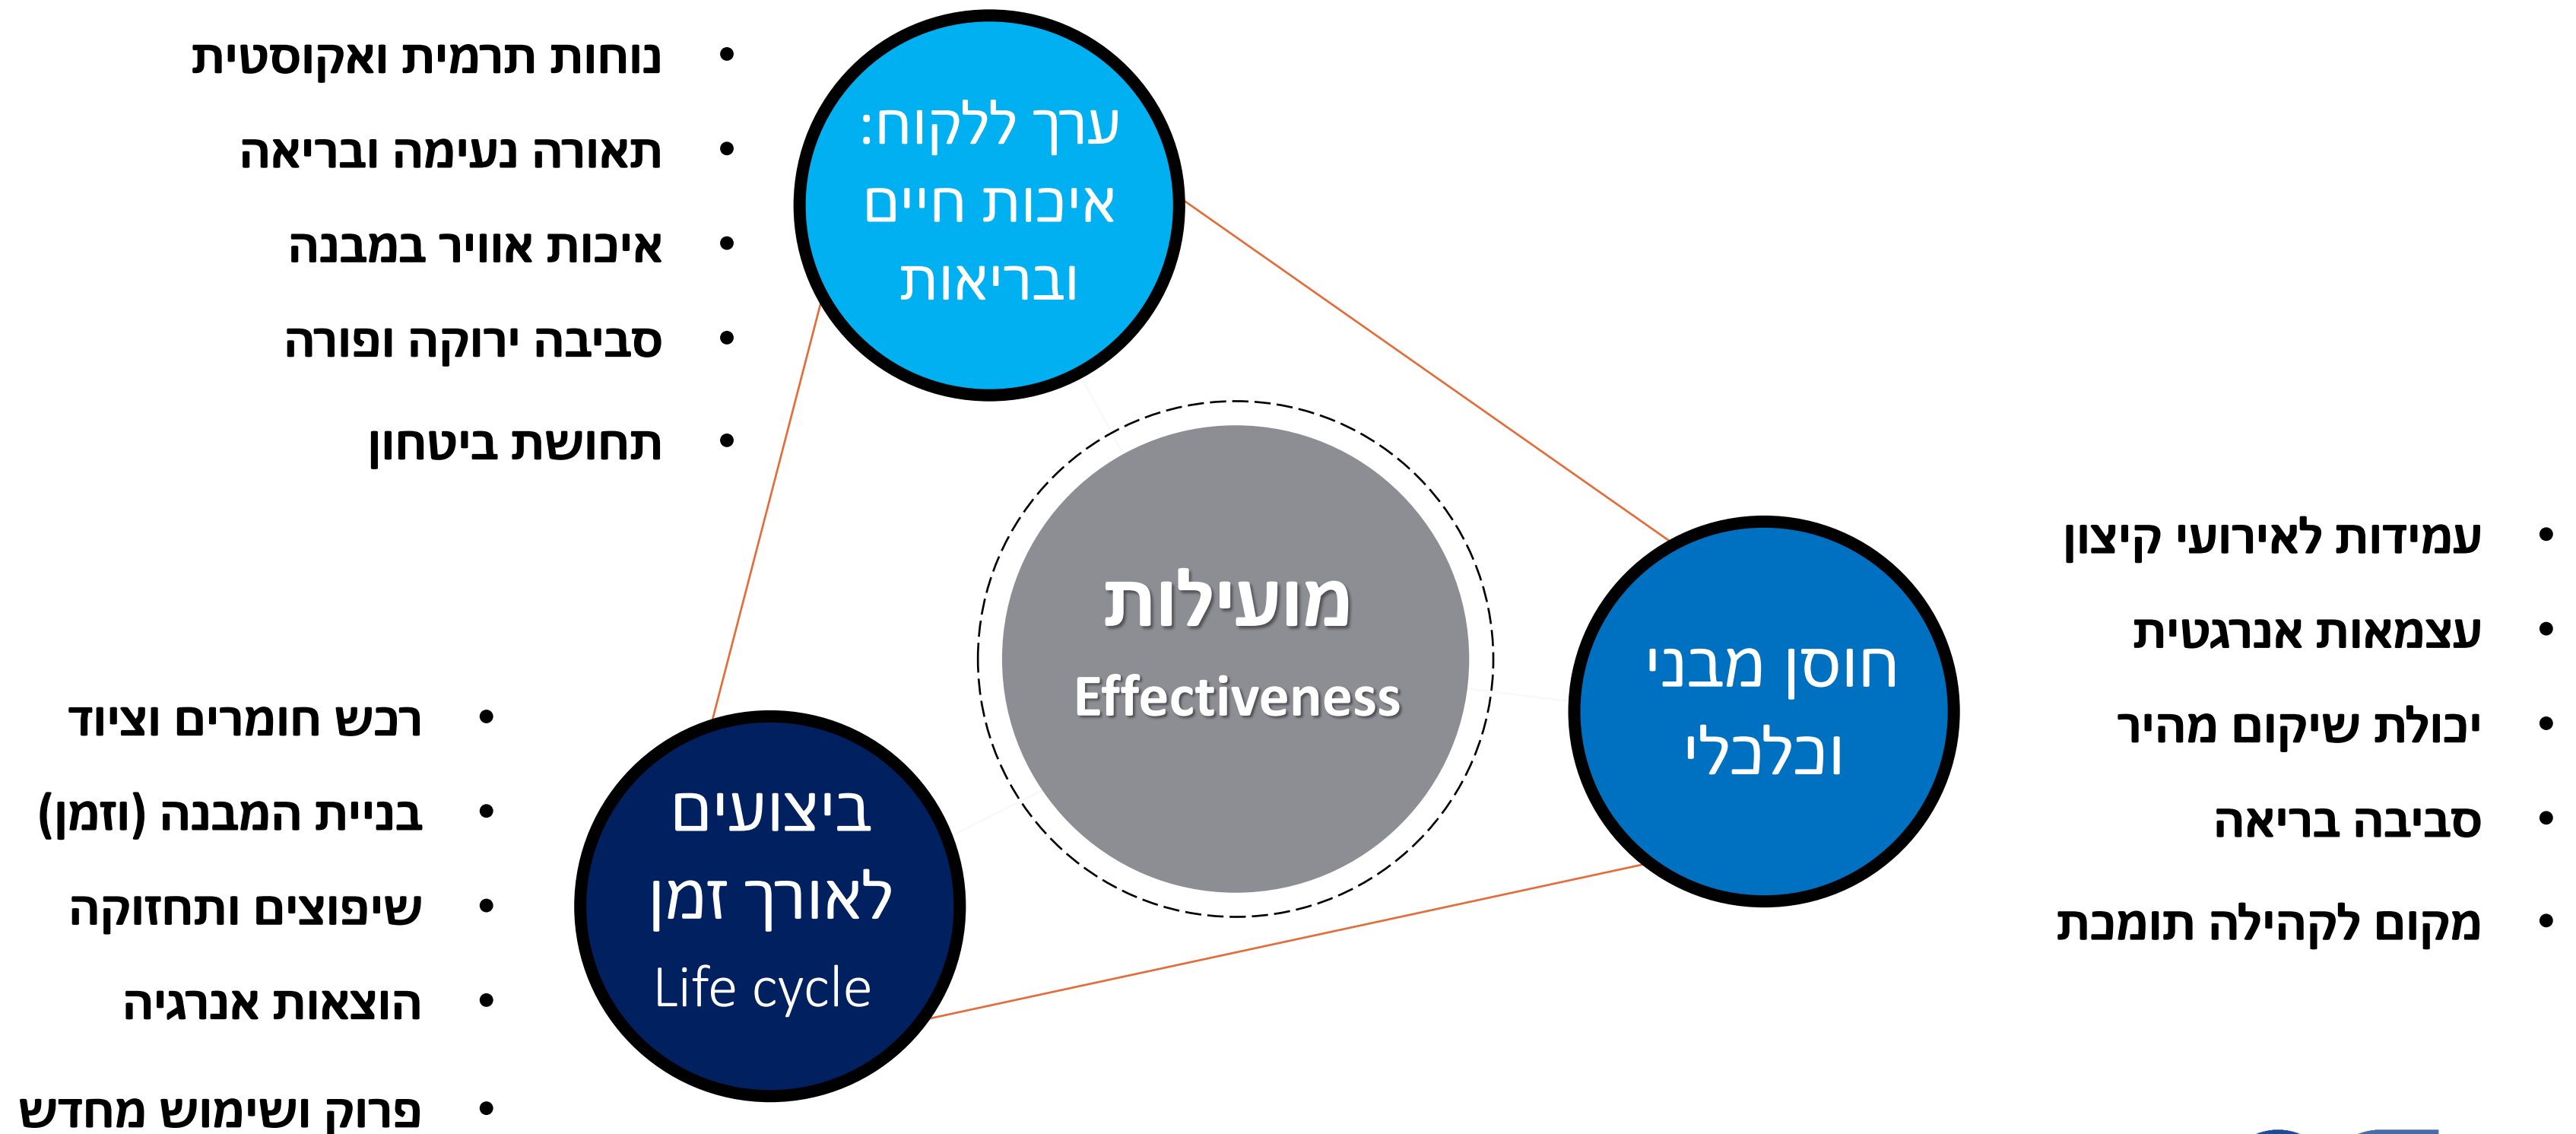 ערך ללקוח:
איכות חיים
ובריאות
• נוחות תרמית ואקוסטית
• תאורה נעימה ובריאה
• איכות אוויר במבנה
• סביבה ירוקה ופורה
• תחושת ביטחון
מועילות
Effectiveness
חוסן מבני
וכלכלי
• עמידות לאירועי קיצון
• עצמאות אנרגטית
• יכולת שיקום מהיר
• סביבה בריאה
• מקום לקהילה תומכת
ביצועים
לאורך זמן
Life cycle
• רכש חומרים וציוד
• בניית המבנה (וזמן)
• שיפוצים ותחזוקה
• הוצאות אנרגיה
• פרוק ושימוש מחדש